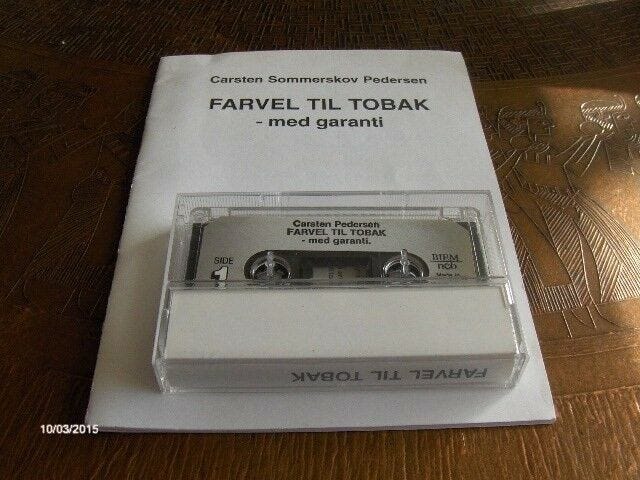 Carsten Sommerskov Pedersen
FARVEL TIL TOBAK
- med garanti
Carsten Pedersen
FARVEL TIL TOBAK
- med garanti.
SIDE
1
BIEM
ncb
FARVEL TIL TOBAK
10/03/2015